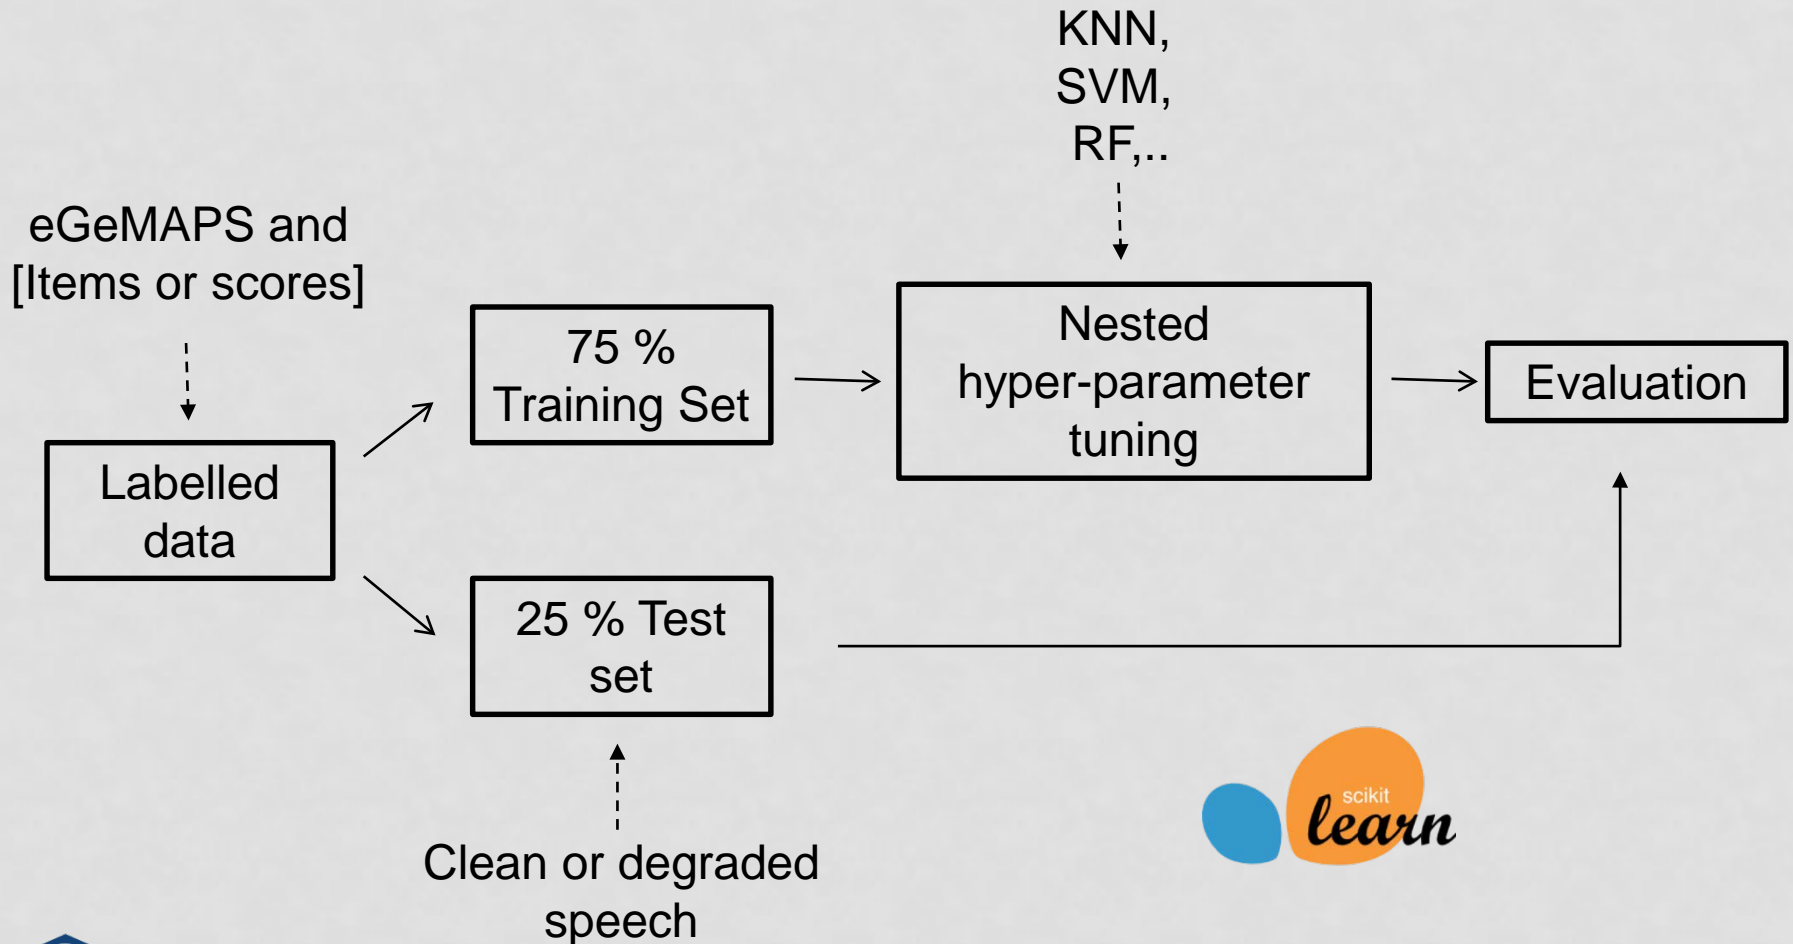 KNN,
SVM,
RF,..
eGeMAPS and
[Items or scores]
75 %
Training Set
Nested
hyper-parameter
tuning
Evaluation
Labelled
data
25 % Test
set
Clean or degraded
speech
scikit
learn